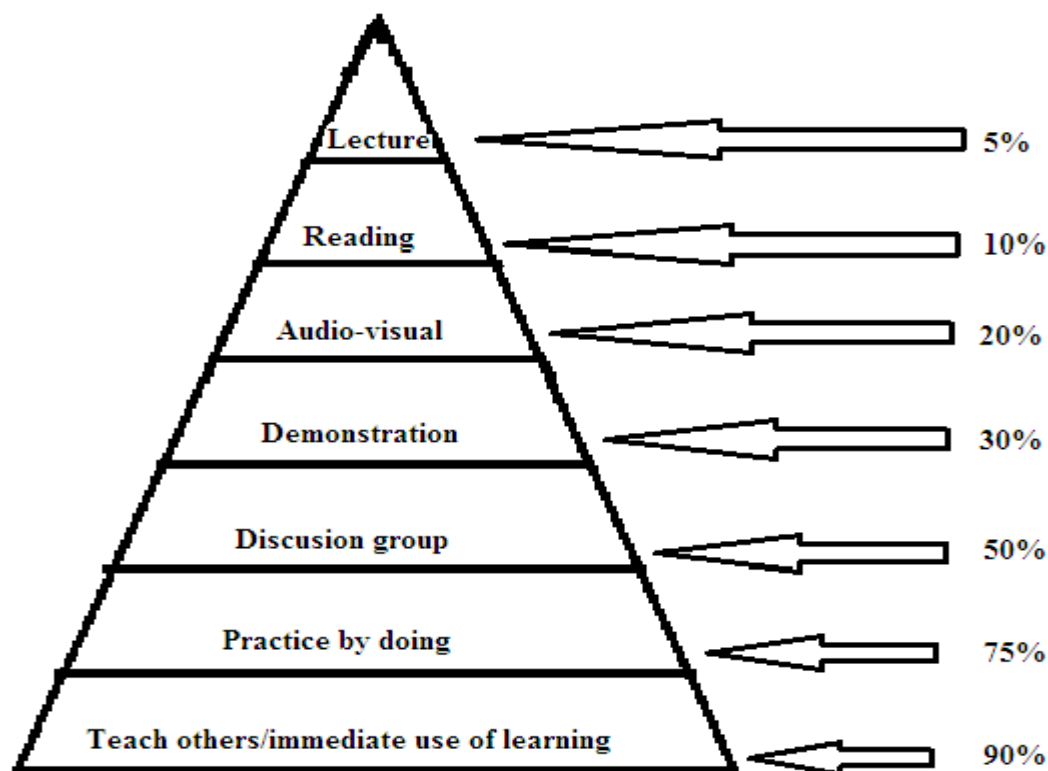 Lecture 5%
Reading 10%
Audio-visual 20%
Demonstration 30%
Discusion group 50%
Practice by doing 75%
Teach others/immediate use of learning 90%